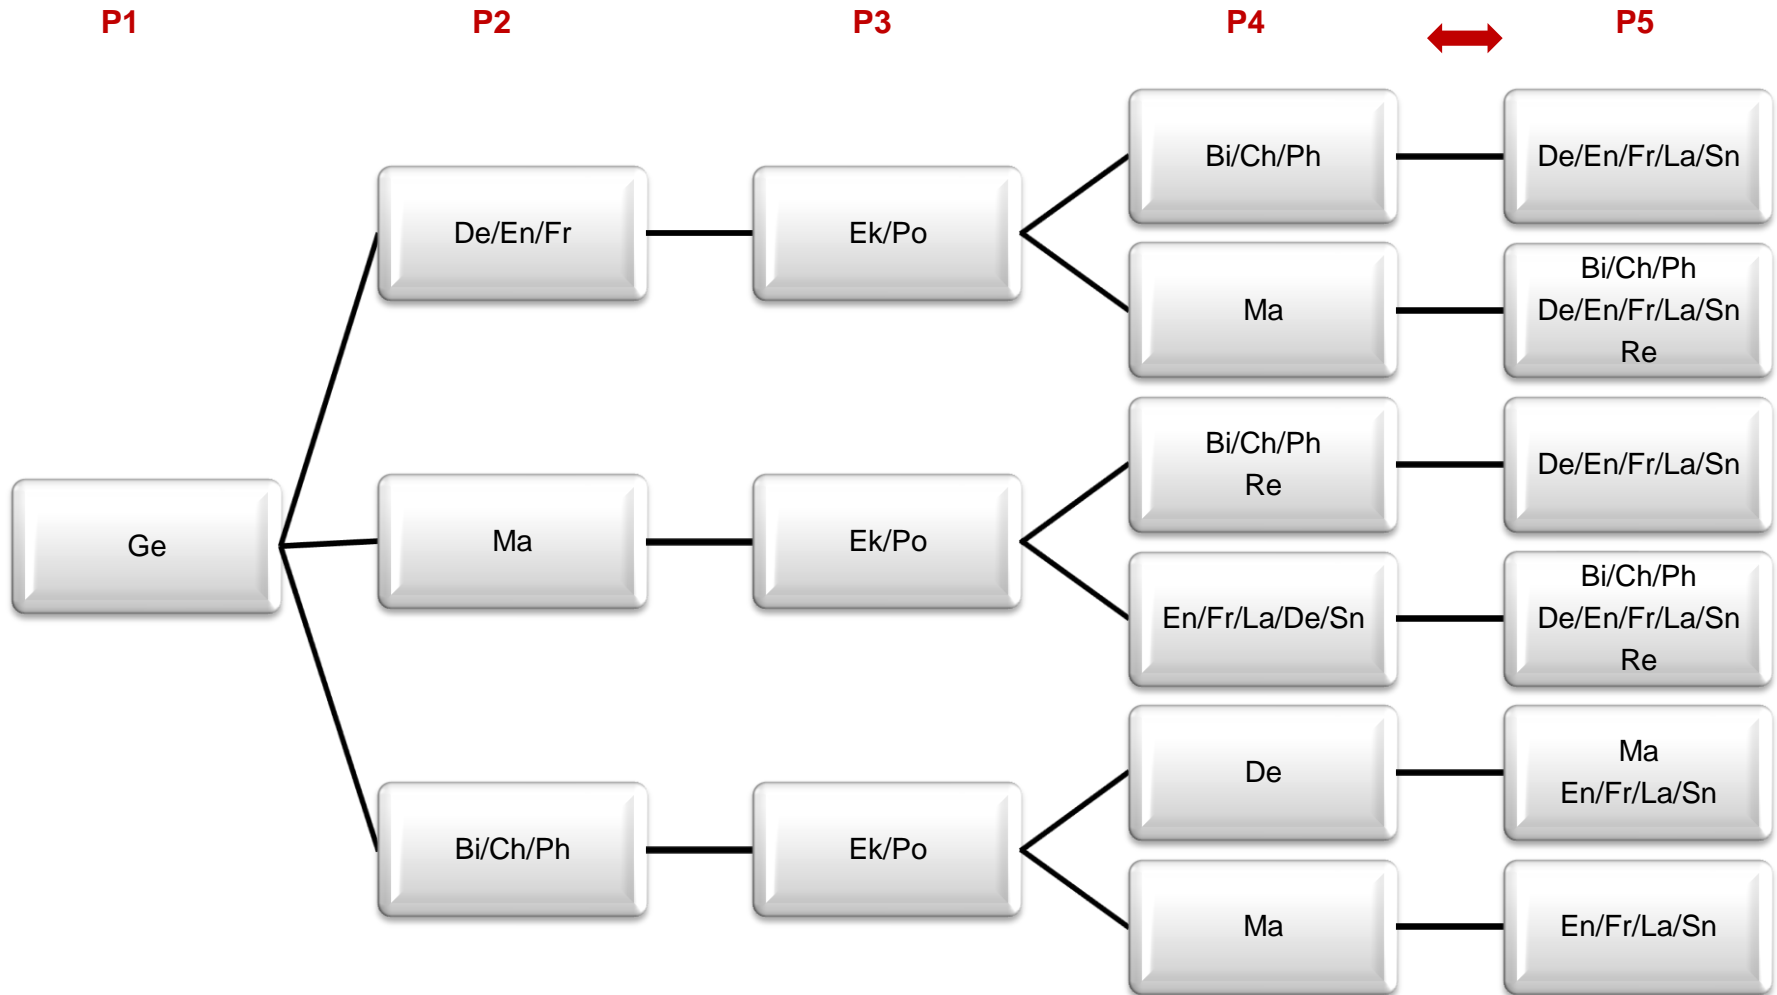 P1
P2
P3
P4
P5
Ge
De/En/Fr
Ek/Po
Bi/Ch/Ph
De/En/Fr/La/Sn
Ma
Bi/Ch/Ph
De/En/Fr/La/Sn
Re
Ma
Ek/Po
Bi/Ch/Ph
Re
De/En/Fr/La/Sn
En/Fr/La/De/Sn
Bi/Ch/Ph
De/En/Fr/La/Sn
Re
Bi/Ch/Ph
Ek/Po
De
Ma
En/Fr/La/Sn
Ma
En/Fr/La/Sn